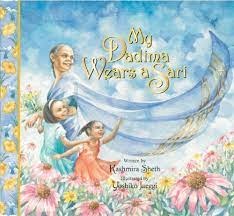 My
Dadima
Wears a Sari
Written by
Kashmira Sheth
Illustrated by
Yoshiko Jaeggi